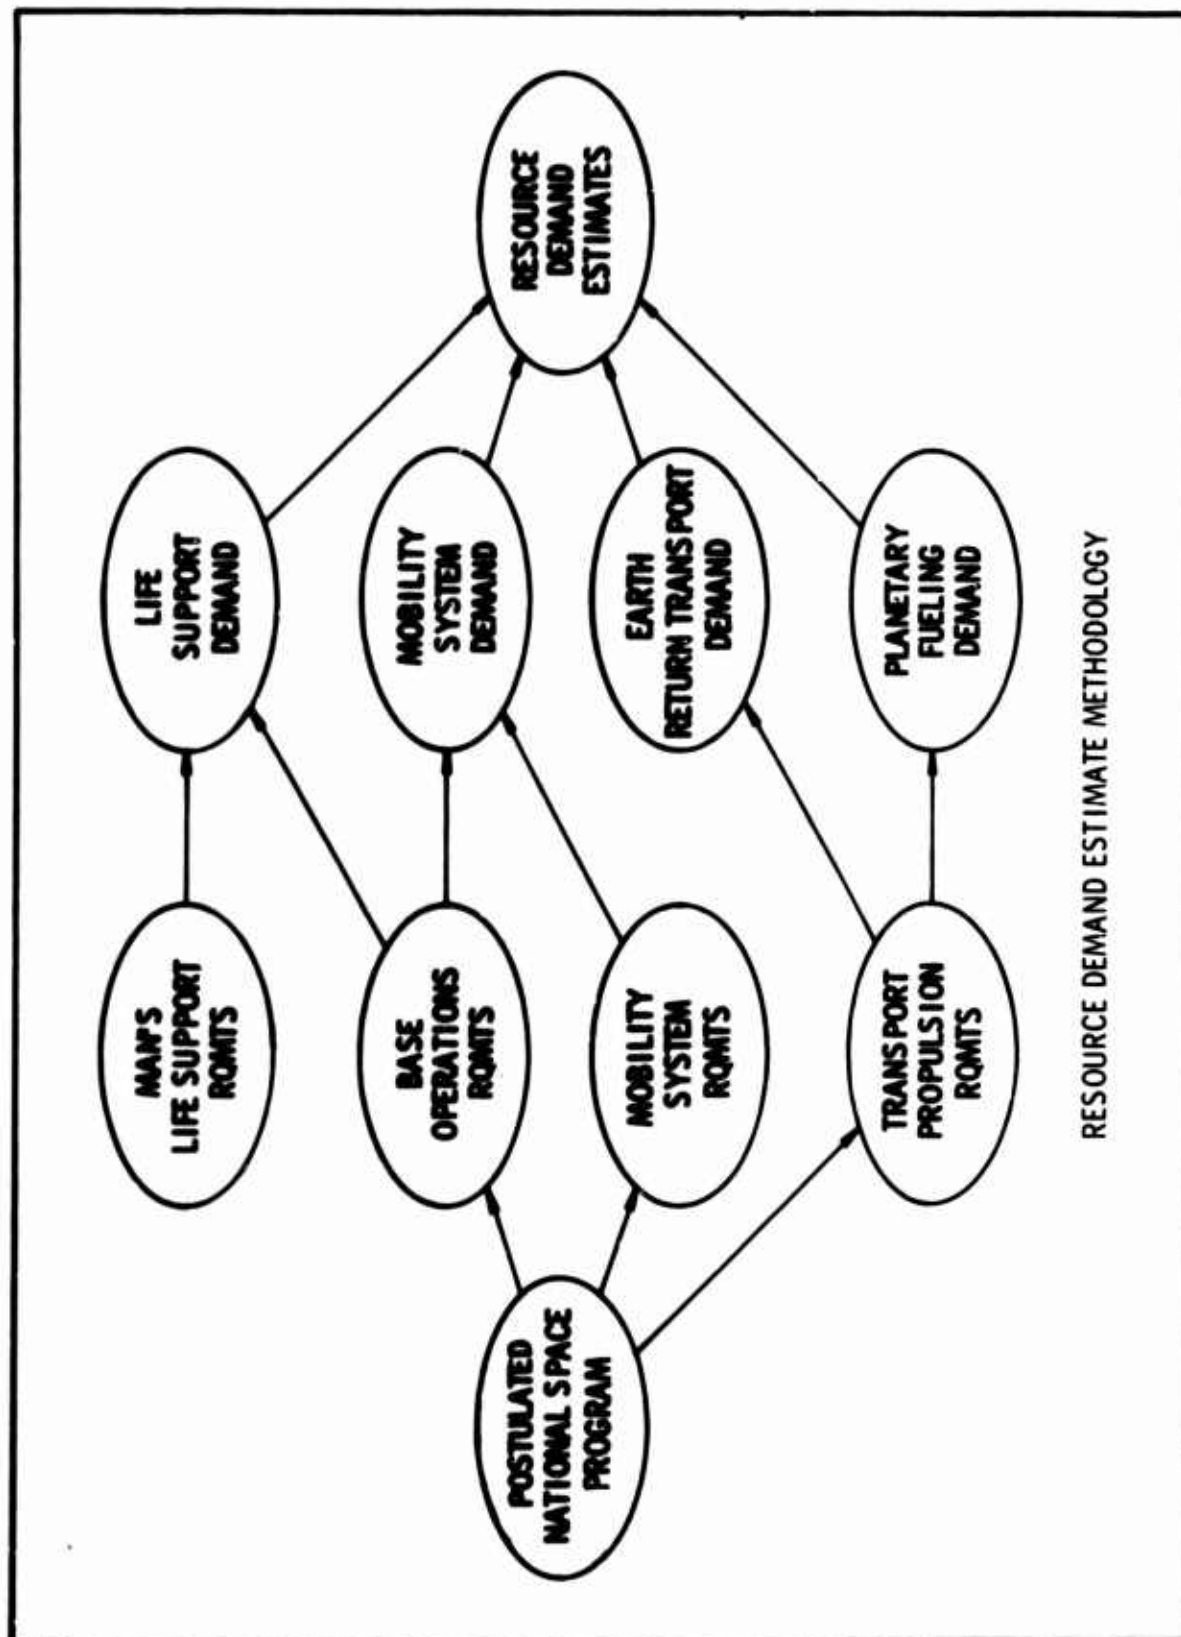 POSTULATED
NATIONAL SPACE
PROGRAM
MAN'S
LIFE SUPPORT
RQMTS
BASE
OPERATIONS
RQMTS
MOBILITY
SYSTEM
RQMTS
TRANSPORT
PROPULSION
RQMTS
LIFE
SUPPORT
DEMAND
MOBILITY
SYSTEM
DEMAND
EARTH
RETURN TRANSPORT
DEMAND
PLANETARY
FUELING
DEMAND
RESOURCE
DEMAND
ESTIMATES
RESOURCE DEMAND ESTIMATE METHODOLOGY